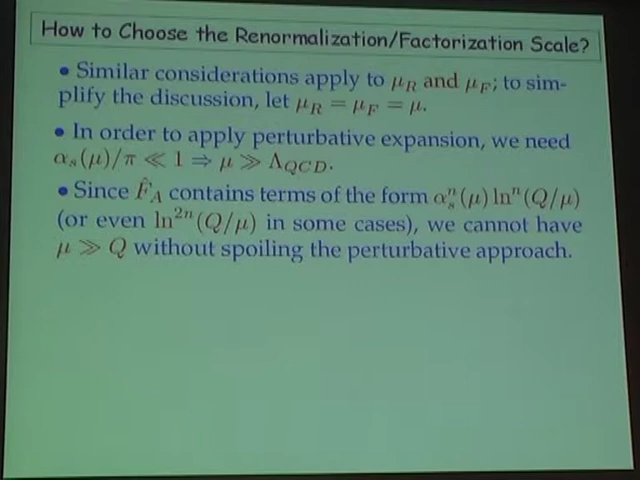 How to Choose the Renormalization/Factorization Scale?
• Similar considerations apply to μ_R and μ_F; to sim-
plify the discussion, let μ_R = μ_F = μ.
• In order to apply perturbative expansion, we need
α_s(μ)/π ≪ 1 ⇒ μ ≫ Λ_QCD.
• Since F̂_A contains terms of the form α_s^n(μ) ln^n(Q/μ)
(or even ln^2n(Q/μ) in some cases), we cannot have
μ ≫ Q without spoiling the perturbative approach.